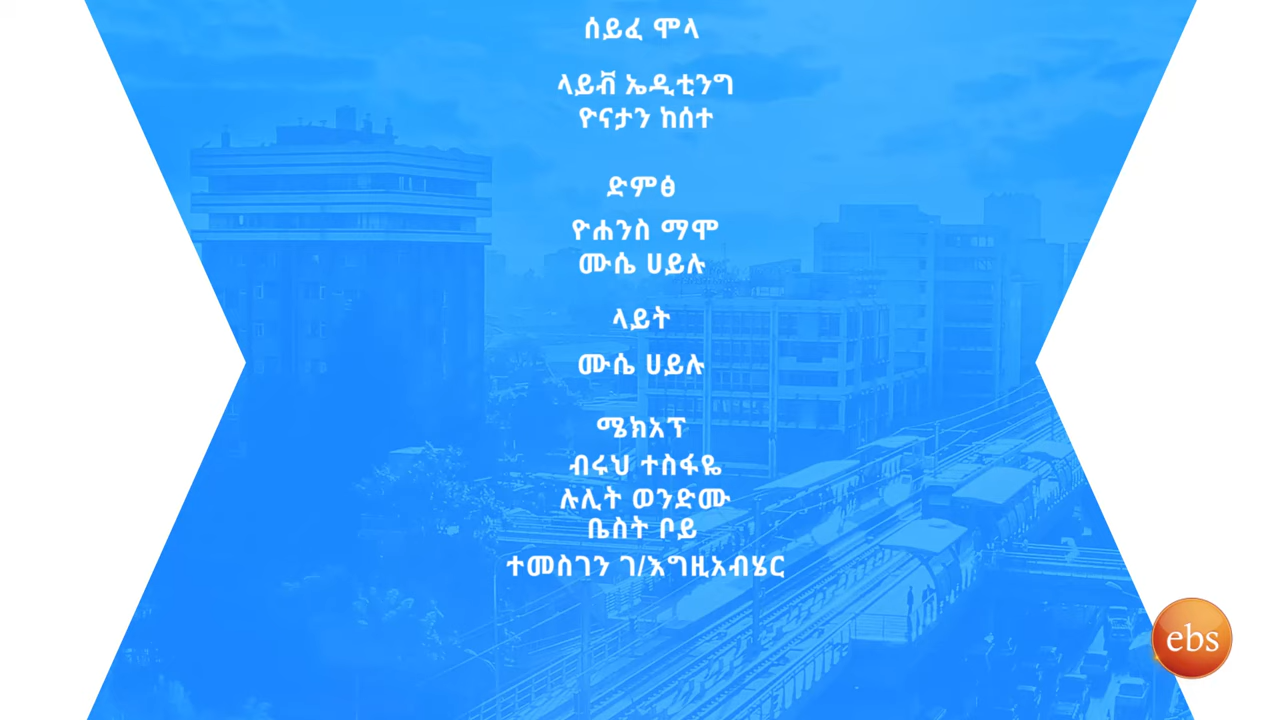 ሰይፈ ሞላ
ላይቭ ኤዲቲንግ
ዮናታን ከሰተ
ድምፅ
ዮሐንስ ማሞ
ሙሴ ሀይሉ
ላይት
ሙሴ ሀይሉ
ሜክአፕ
ብሩህ ተስፋዬ
ሉሊት ወንድሙ
ቤስት ቦይ
ተመስገን ገ/እግዚአብሄር
ebs